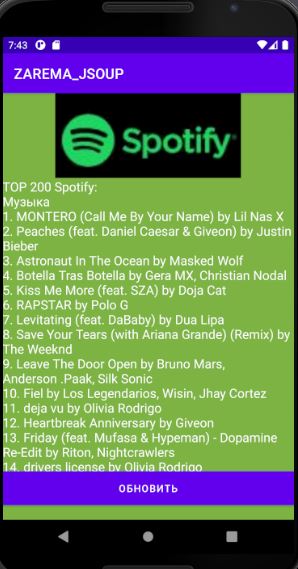 7:43
ZAREMA_JSOUP
Spotify
TOP 200 Spotify:
Музыка
1. MONTERO (Call Me By Your Name) by Lil Nas X
2. Peaches (feat. Daniel Caesar & Giveon) by Justin
Bieber
3. Astronaut In The Ocean by Masked Wolf
4. Botella Tras Botella by Gera MX, Christian Nodal
5. Kiss Me More (feat. SZA) by Doja Cat
6. RAPSTAR by Polo G
7. Levitating (feat. DaBaby) by Dua Lipa
8. Save Your Tears (with Ariana Grande) (Remix) by
The Weeknd
9. Leave The Door Open by Bruno Mars,
Anderson .Paak, Silk Sonic
10. Fiel by Los Legendarios, Wisin, Jhay Cortez
11. deja vu by Olivia Rodrigo
12. Heartbreak Anniversary by Giveon
13. Friday (feat. Mufasa & Hypeman) - Dopamine
Re-Edit by Riton, Nightcrawlers
14. drivers license by Olivia Rodrigo
ОБНОВИТЬ